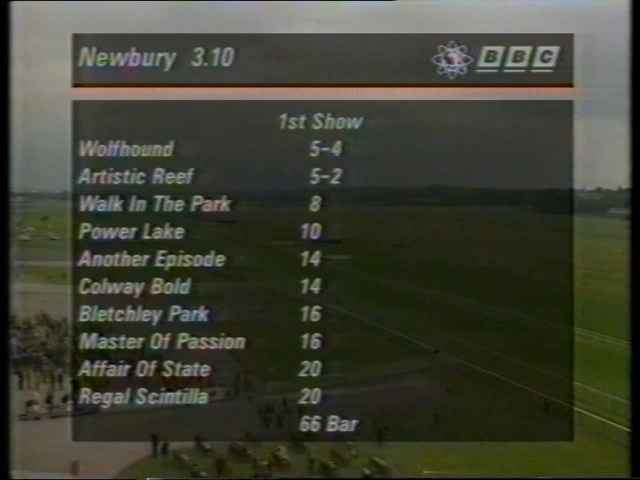 Newbury 3.10 BBC
1st Show
Wolfhound 5-4
Artistic Reef 5-2
Walk In The Park 8
Power Lake 10
Another Episode 14
Colway Bold 14
Bletchley Park 16
Master Of Passion 16
Affair Of State 20
Regal Scintilla 20
66 Bar